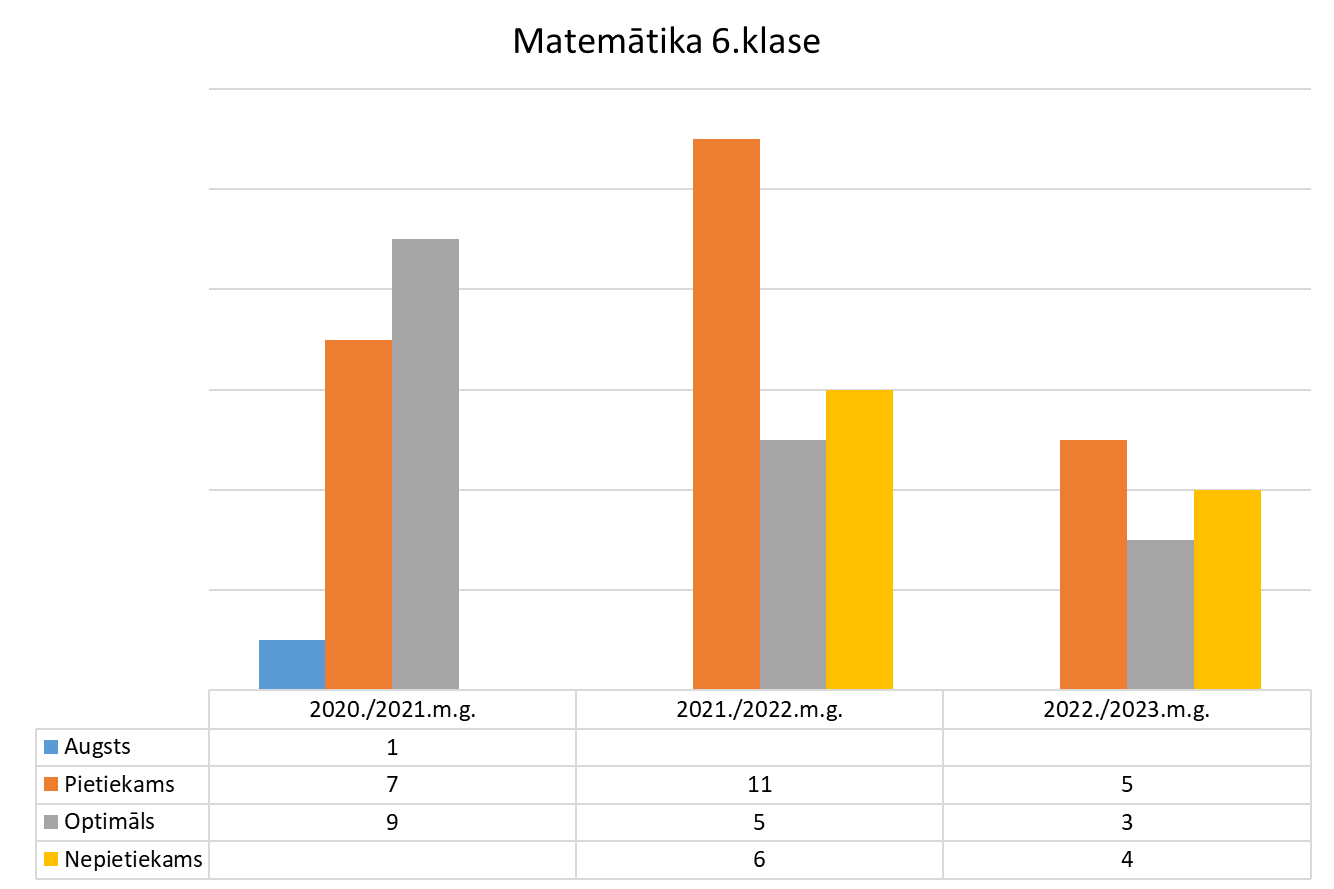 Matemātika 6.klase
2020./2021.m.g. 2021./2022.m.g. 2022./2023.m.g.
Augsts 1
Pietiekams 7 11 5
Optimāls 9 5 3
Nepietiekams 6 4